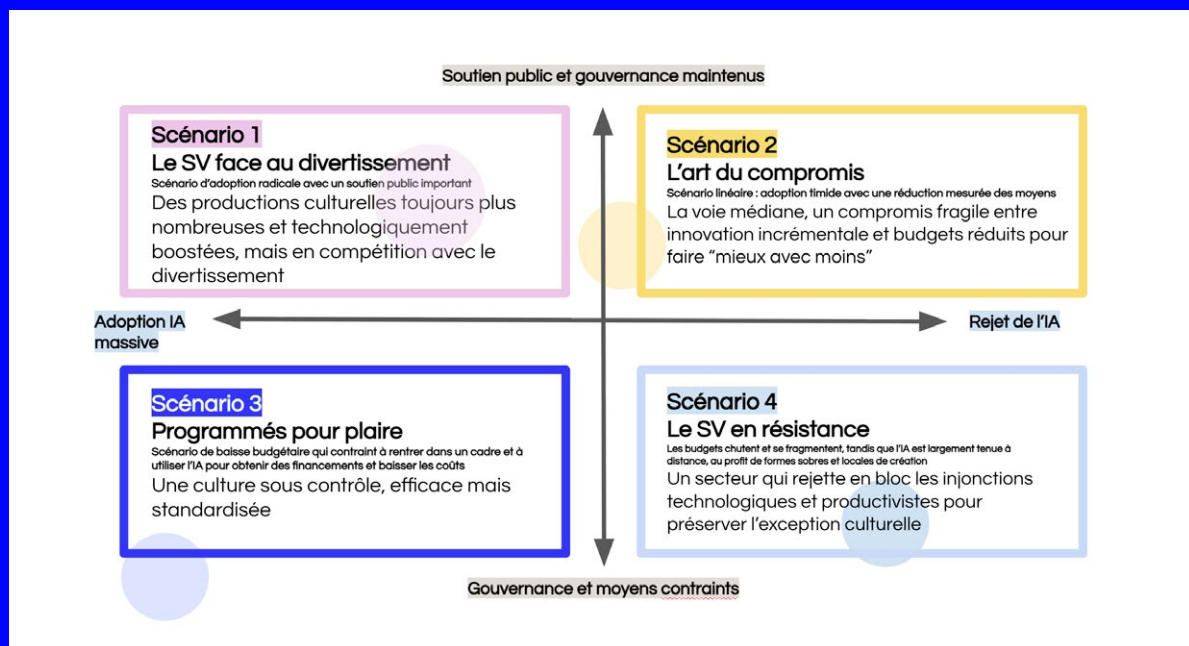 Soutien public et gouvernance maintenus
Scénario 1
Le SV face au divertissement
Scénario d'adoption radicale avec un soutien public important
Des productions culturelles toujours plus
nombreuses et technologiquement
boostées, mais en compétition avec le
divertissement
Scénario 2
L'art du compromis
Scénario linéaire : adoption timide avec une réduction mesurée des moyens
La voie médiane, un compromis fragile entre
innovation incrémentale et budgets réduits pour
faire “mieux avec moins”
Adoption IA
massive
Rejet de l'IA
Scénario 3
Programmés pour plaire
Scénario de baisse budgétaire qui contraint à rentrer dans un cadre et à
utiliser l'IA pour obtenir des financements et baisser les coûts
Une culture sous contrôle, efficace mais
standardisée
Scénario 4
Le SV en résistance
Les budgets chutent et se fragmentent, tandis que l'IA est largement tenue à
distance, au profit de formes sobres et locales de création
Un secteur qui rejette en bloc les injonctions
technologiques et productivistes pour
préserver l'exception culturelle
Gouvernance et moyens contraints